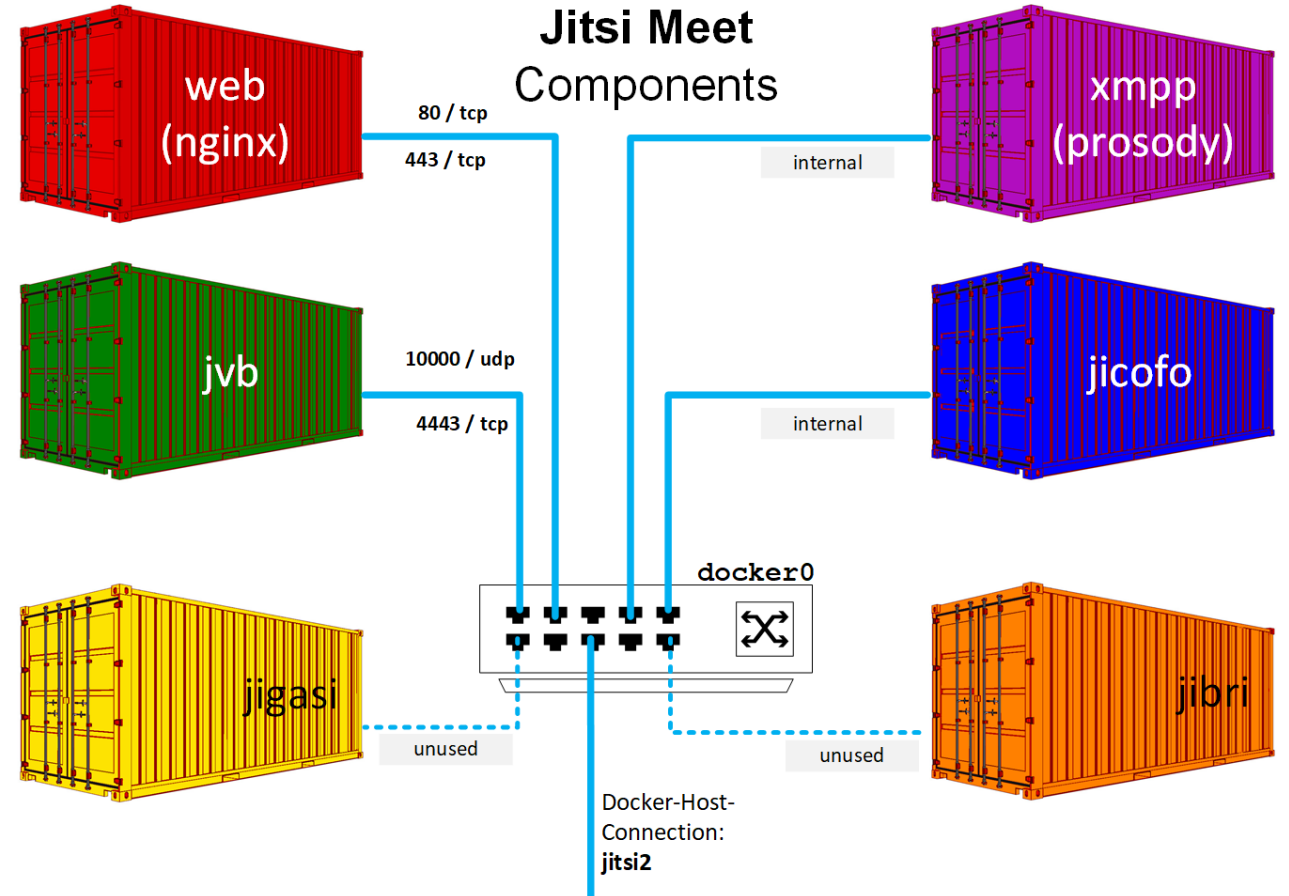 Jitsi Meet
Components
web
(nginx)
80 / tcp
443 / tcp
xmpp
(prosody)
internal
jvb
10000 / udp
4443 / tcp
jicofo
internal
docker0
jigasi
unused
jibri
unused
Docker-Host-
Connection:
jitsi2